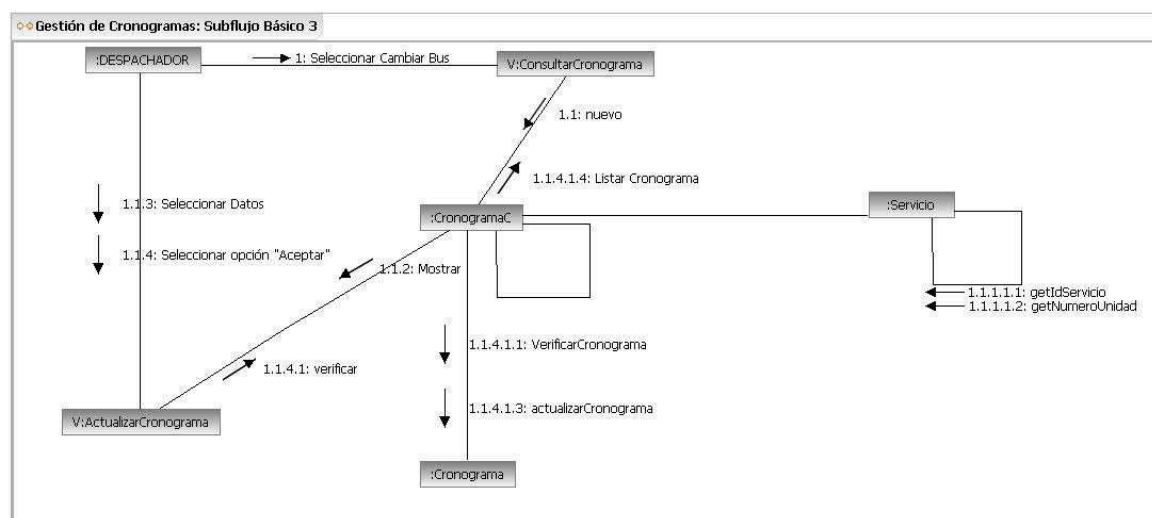 Gestión de Cronogramas: Subflujo Básico 3
:DESPACHADOR
1: Seleccionar Cambiar Bus
V:ConsultarCronograma
1.1: nuevo
1.1.4.1.4: Listar Cronograma
1.1.3: Seleccionar Datos
:CronogramaC
:Servicio
1.1.4: Seleccionar opción "Aceptar"
1.1.2: Mostrar
1.1.1.1.1: getIdServicio
1.1.1.1.2: getNumeroUnidad
1.1.4.1.1: VerificarCronograma
1.1.4.1: verificar
1.1.4.1.3: actualizarCronograma
V:ActualizarCronograma
:Cronograma